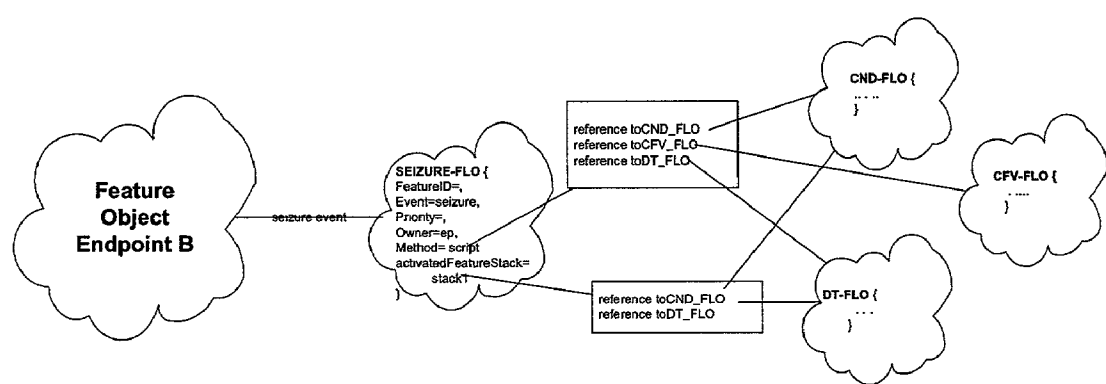 Feature
Object
Endpoint B
seizure event
SEIZURE-FLO {
FeatureID=,
Event=seizure,
Priority=,
Owner=ep,
Method= script
activatedFeatureStack=
stack1
}
reference toCND_FLO
reference toCFV_FLO
reference toDT_FLO
reference toCND_FLO
reference toDT_FLO
CND-FLO {
.. - ..
}
CFV-FLO {
. ....
}
DT-FLO {
. . .
}